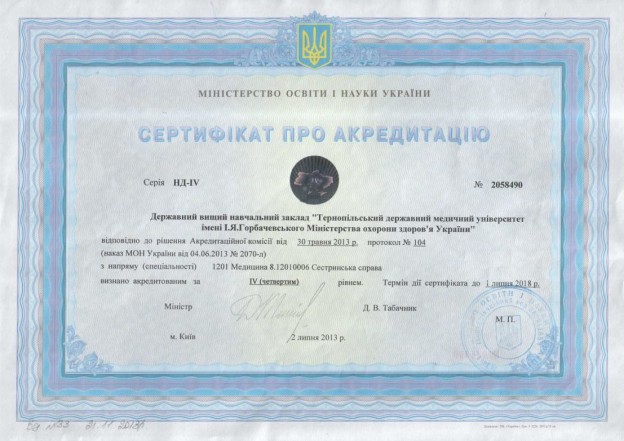 МІНІСТЕРСТВО ОСВІТИ І НАУКИ УКРАЇНИ
СЕРТИФІКАТ ПРО АКРЕДИТАЦІЮ
Серія НД-IV № 2058490
Державний вищий навчальний заклад "Тернопільський державний медичний університет
імені І.Я.Горбачевського Міністерства охорони здоров'я України"
відповідно до рішення Акредитаційної комісії від 30 травня 2013 р. протокол № 104
(наказ МОН України від 04.06.2013 № 2070-л)
з напряму (спеціальності) 1201 Медицина 8.12010006 Сестринська справа
визнано акредитованим за IV (четвертим) рівнем. Термін дії сертифіката до 1 липня 2018 р.
Міністр Д. В. Табачник
М. П.
м. Київ 2 липня 2013 р.